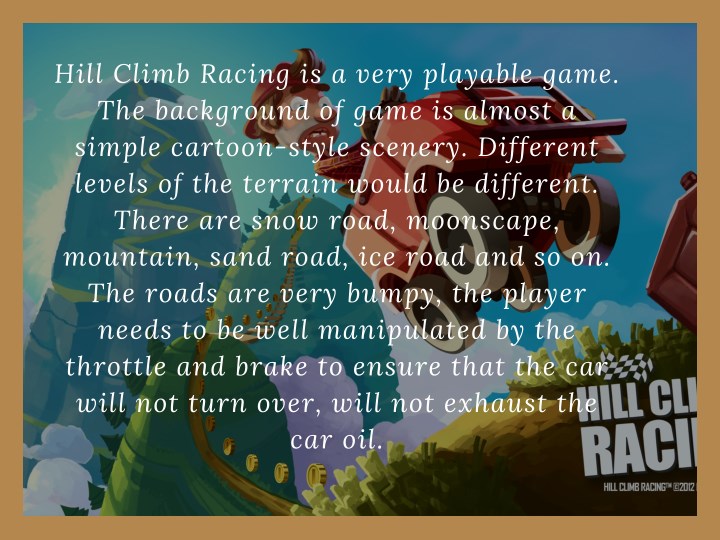 Hill Climb Racing is a very playable game.
The background of game is almost a
simple cartoon-style scenery. Different
levels of the terrain would be different.
There are snow road, moonscape,
mountain, sand road, ice road and so on.
The roads are very bumpy, the player
needs to be well manipulated by the
throttle and brake to ensure that the car
will not turn over, will not exhaust the
car oil.
HILL CLI
RACI
HILL CLIMB RACING™ ©2012